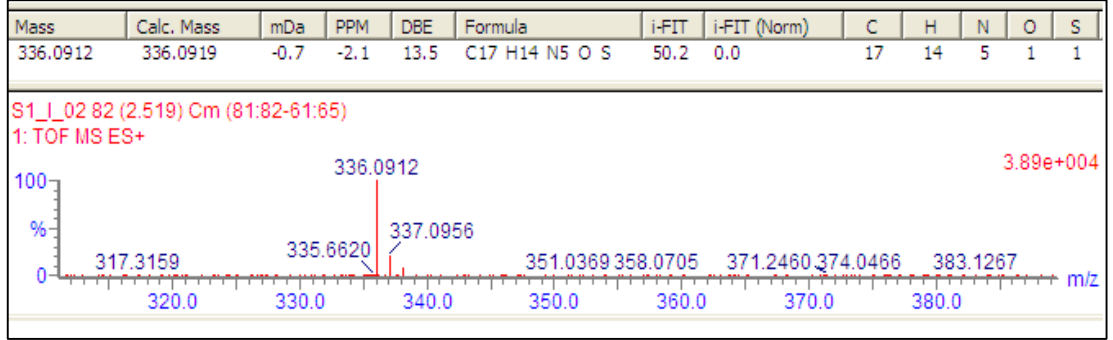 Mass Calc. Mass mDa PPM DBE Formula i-FIT i-FIT (Norm) C H N O S
336.0912 336.0919 -0.7 -2.1 13.5 C17 H14 N5 O S 50.2 0.0 17 14 5 1 1
S1_I_02 82 (2.519) Cm (81:82-61:65)
1: TOF MS ES+
3.89e+004
336.0912
100
%
337.0956
335.6620
317.3159 351.0369 358.0705 371.2460 374.0466 383.1267
0
m/z
320.0 330.0 340.0 350.0 360.0 370.0 380.0